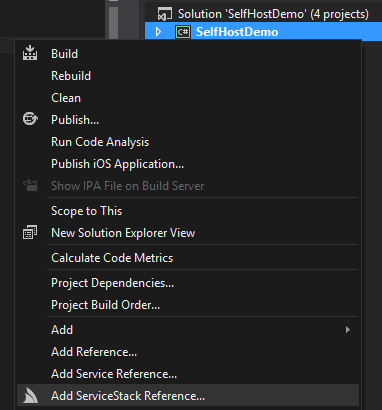 Solution 'SelfHostDemo' (4 projects)
C# SelfHostDemo
Build
Rebuild
Clean
Publish...
Run Code Analysis
Publish iOS Application...
Show IPA File on Build Server
Scope to This
New Solution Explorer View
Calculate Code Metrics
Project Dependencies...
Project Build Order...
Add
Add Reference...
Add Service Reference...
Add ServiceStack Reference...